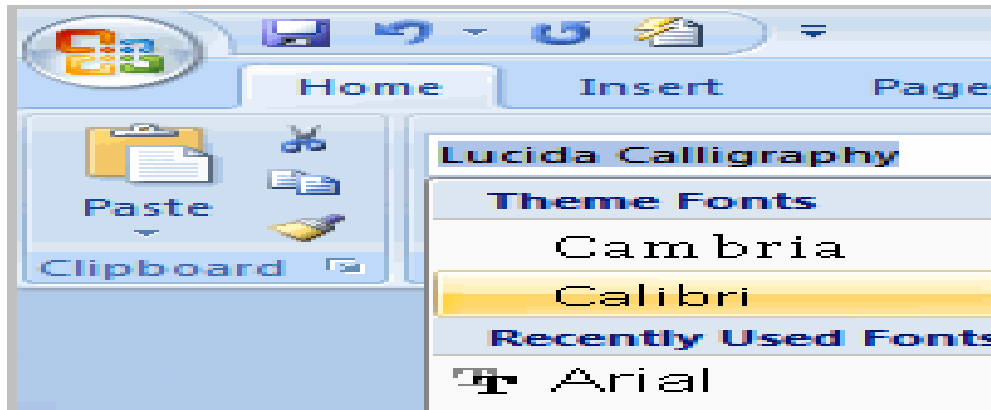 Home Insert Page
Lucida Calligraphy
Paste
Theme Fonts
Cambria
Clipboard
Calibri
Recently Used Fonts
Arial